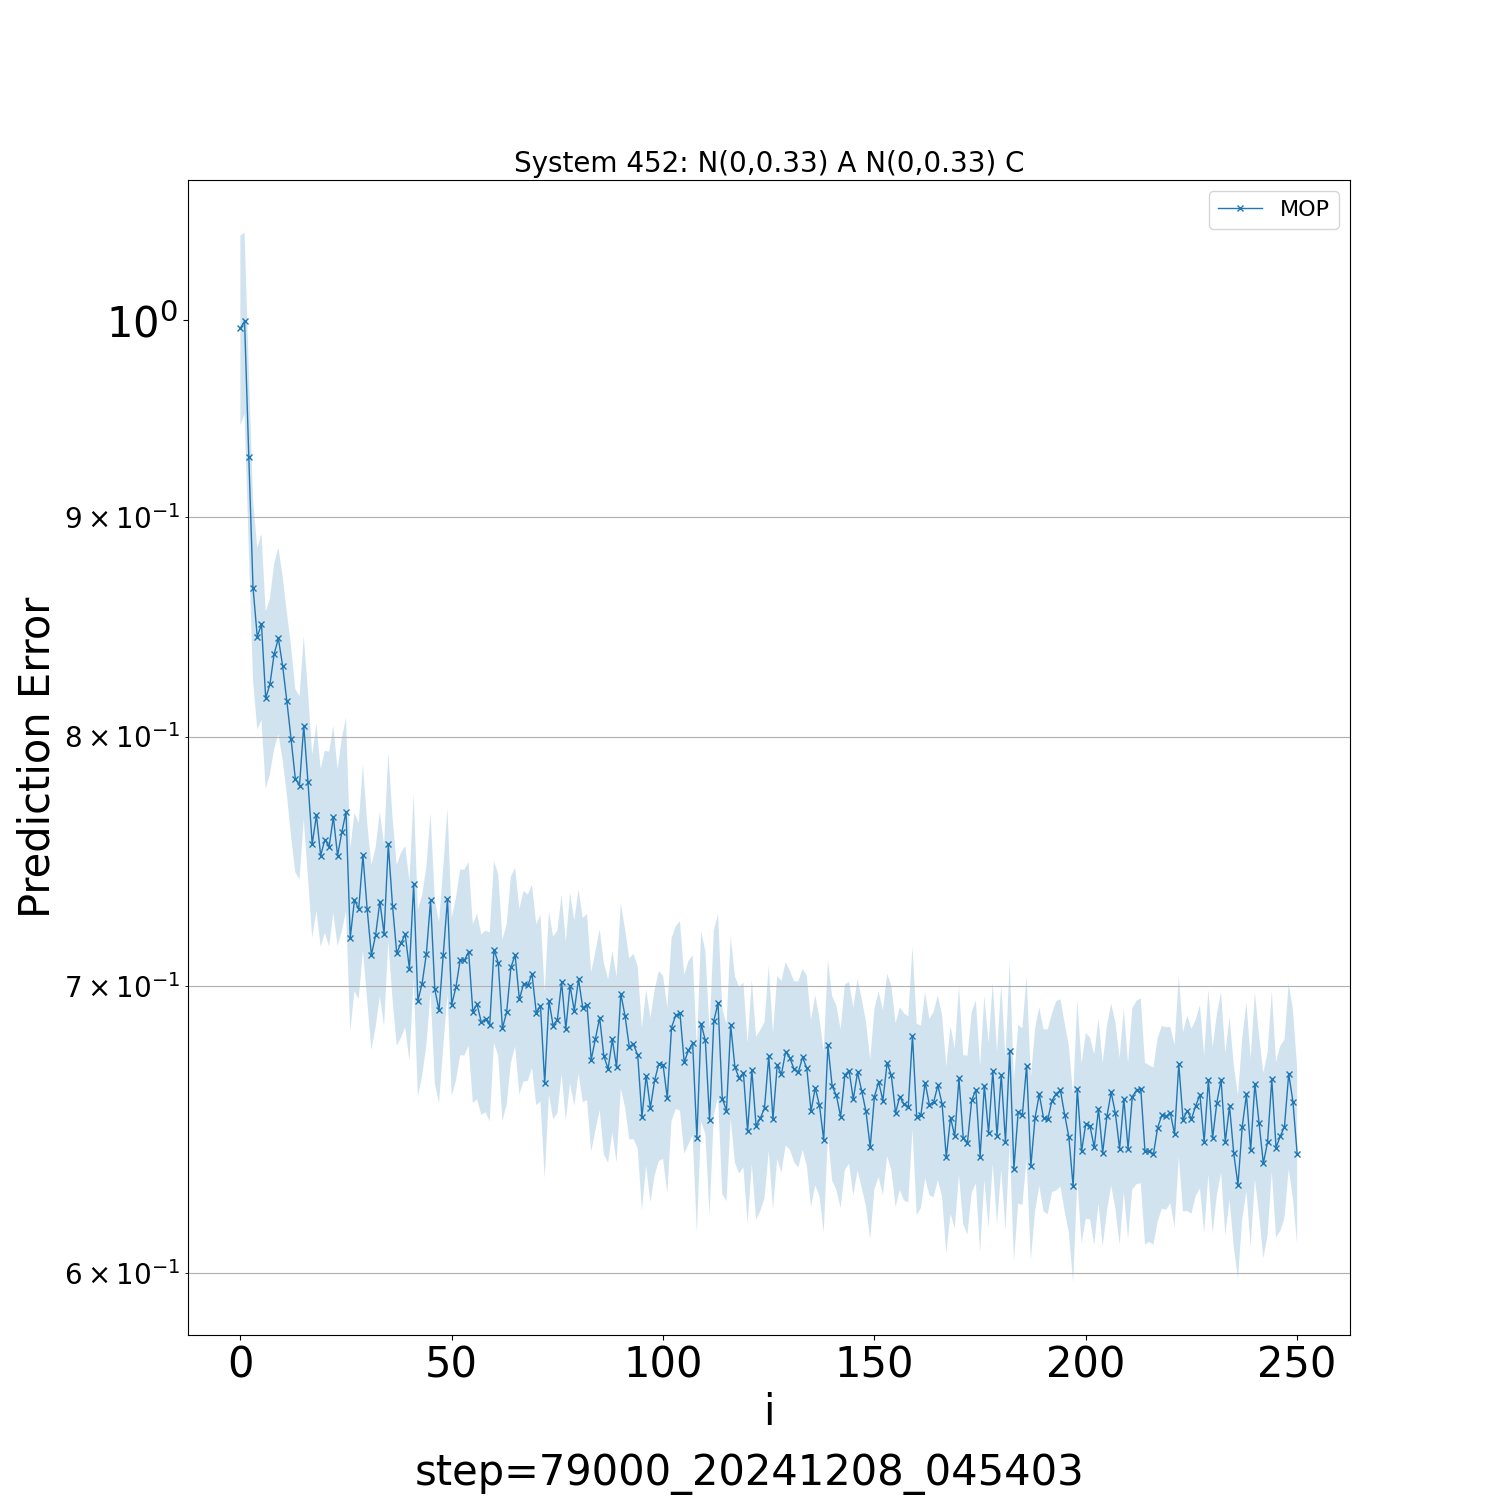 System 452: N(0,0.33) A N(0,0.33) C
MOP
10⁰
9 × 10⁻¹
8 × 10⁻¹
7 × 10⁻¹
6 × 10⁻¹
Prediction Error
0 50 100 150 200 250
i
step=79000_20241208_045403